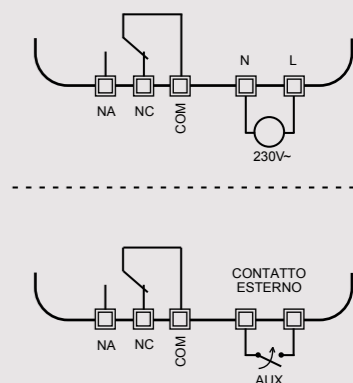 N L
NA NC COM
230V~
CONTATTO
ESTERNO
NA NC COM
AUX